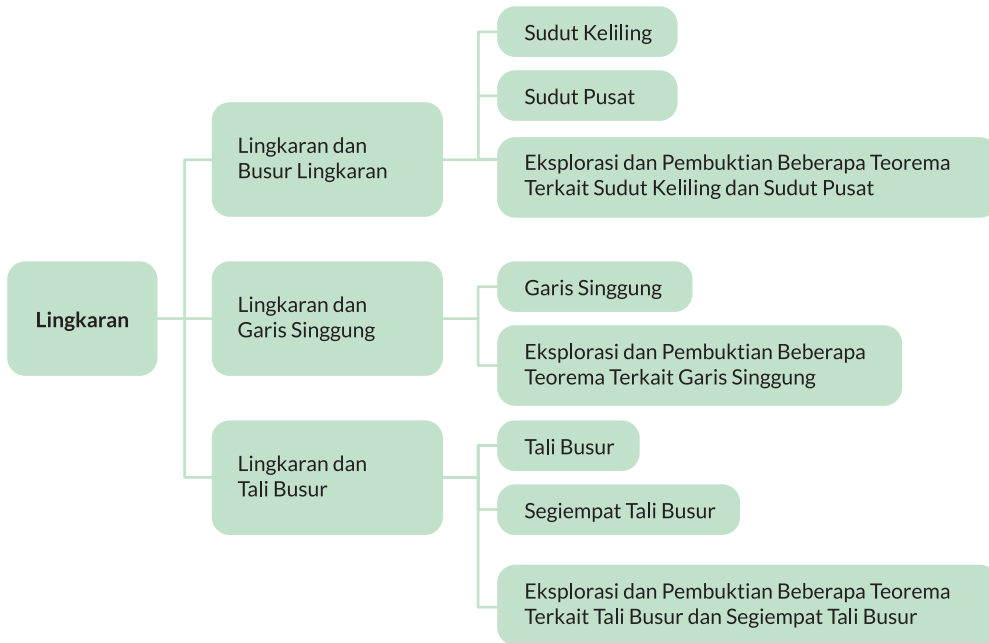 Lingkaran
Lingkaran dan
Busur Lingkaran
Sudut Keliling
Sudut Pusat
Eksplorasi dan Pembuktian Beberapa Teorema
Terkait Sudut Keliling dan Sudut Pusat
Lingkaran dan
Garis Singgung
Garis Singgung
Eksplorasi dan Pembuktian Beberapa
Teorema Terkait Garis Singgung
Lingkaran dan
Tali Busur
Tali Busur
Segiempat Tali Busur
Eksplorasi dan Pembuktian Beberapa Teorema
Terkait Tali Busur dan Segiempat Tali Busur